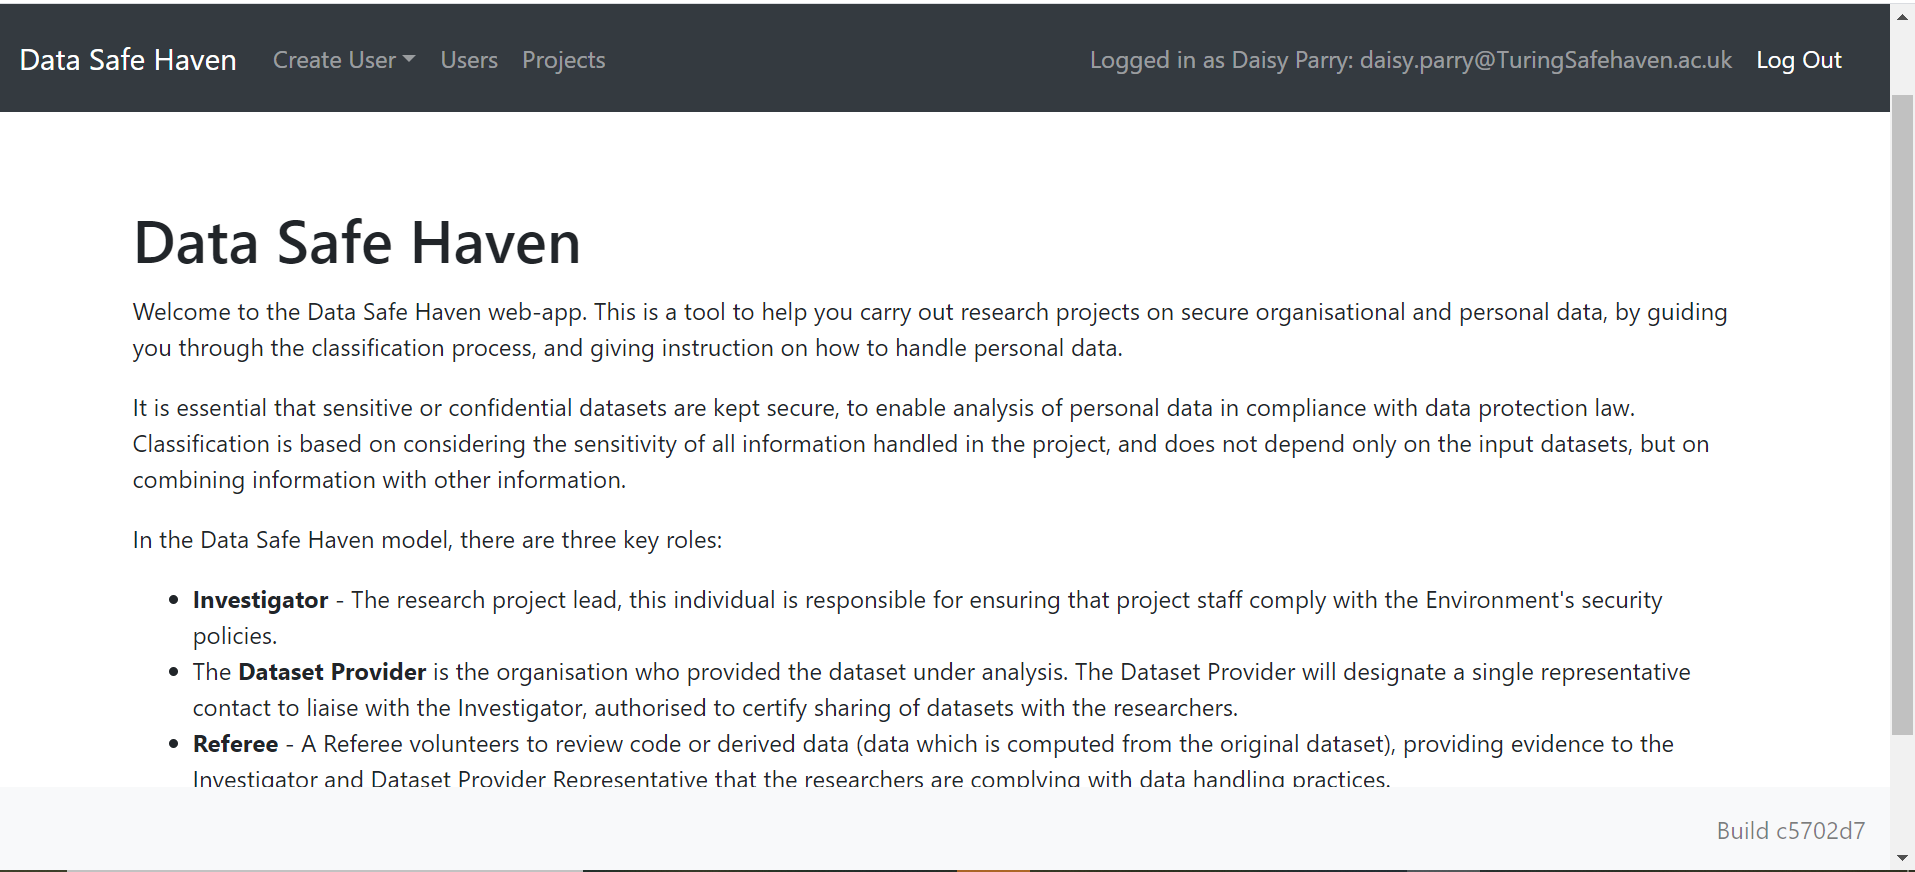 Data Safe Haven Create User Users Projects Logged in as Daisy Parry: daisy.parry@TuringSafehaven.ac.uk Log Out
Data Safe Haven
Welcome to the Data Safe Haven web-app. This is a tool to help you carry out research projects on secure organisational and personal data, by guiding
you through the classification process, and giving instruction on how to handle personal data.
It is essential that sensitive or confidential datasets are kept secure, to enable analysis of personal data in compliance with data protection law.
Classification is based on considering the sensitivity of all information handled in the project, and does not depend only on the input datasets, but on
combining information with other information.
In the Data Safe Haven model, there are three key roles:
• Investigator - The research project lead, this individual is responsible for ensuring that project staff comply with the Environment's security
policies.
• The Dataset Provider is the organisation who provided the dataset under analysis. The Dataset Provider will designate a single representative
contact to liaise with the Investigator, authorised to certify sharing of datasets with the researchers.
• Referee - A Referee volunteers to review code or derived data (data which is computed from the original dataset), providing evidence to the
Investigator and Dataset Provider Representative that the researchers are complying with data handling practices.
Build c5702d7